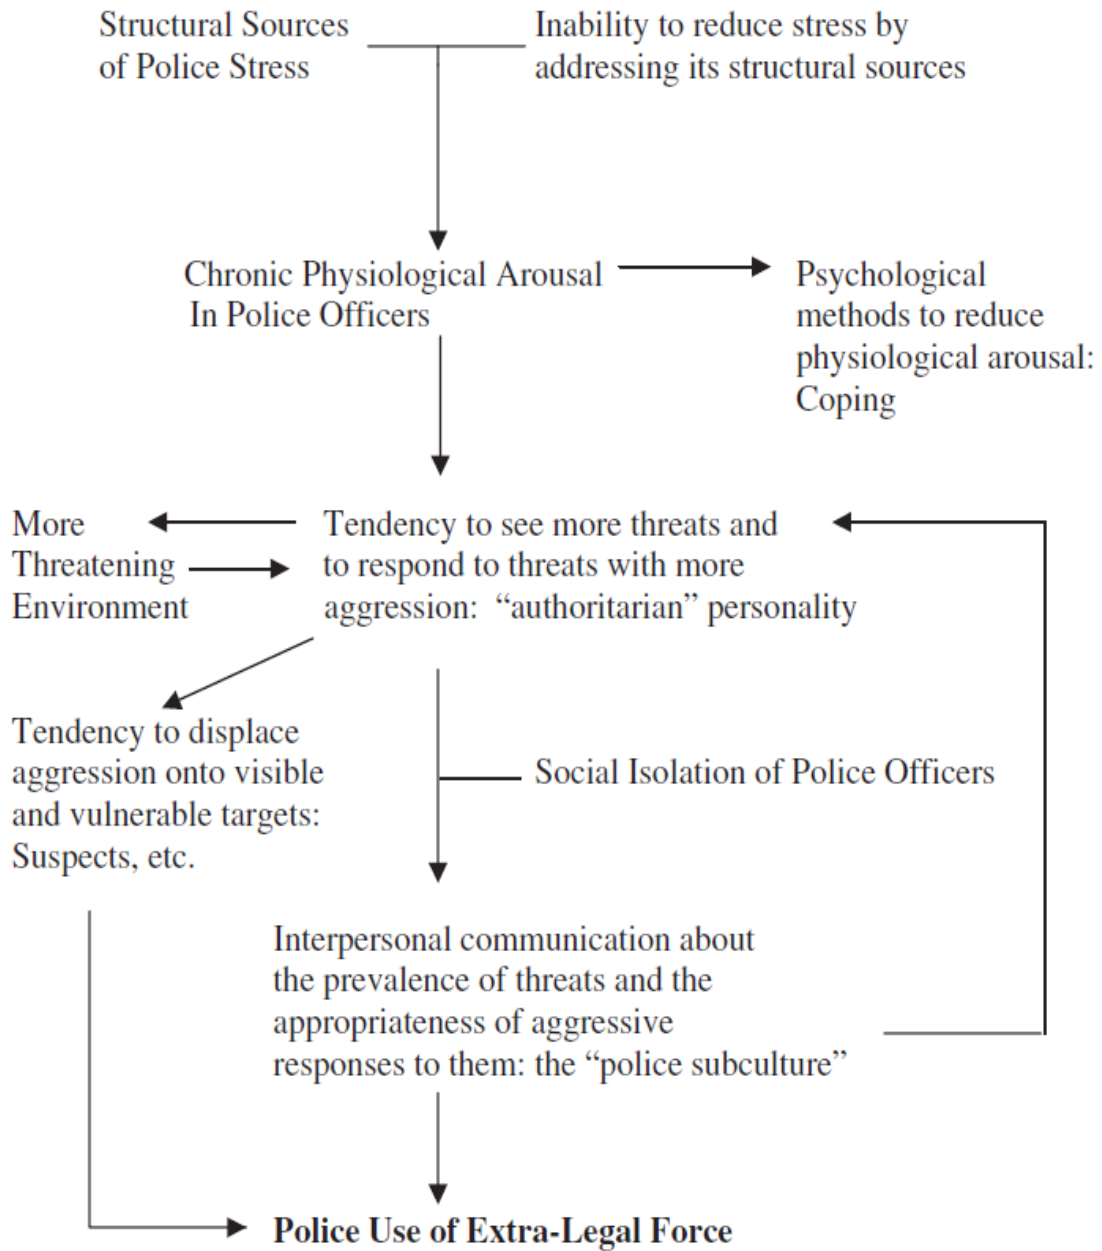 Structural Sources
of Police Stress
Inability to reduce stress by
addressing its structural sources
Chronic Physiological Arousal
In Police Officers
Psychological
methods to reduce
physiological arousal:
Coping
More
Threatening
Environment
Tendency to see more threats and
to respond to threats with more
aggression: “authoritarian” personality
Tendency to displace
aggression onto visible
and vulnerable targets:
Suspects, etc.
Social Isolation of Police Officers
Interpersonal communication about
the prevalence of threats and the
appropriateness of aggressive
responses to them: the “police subculture”
Police Use of Extra-Legal Force